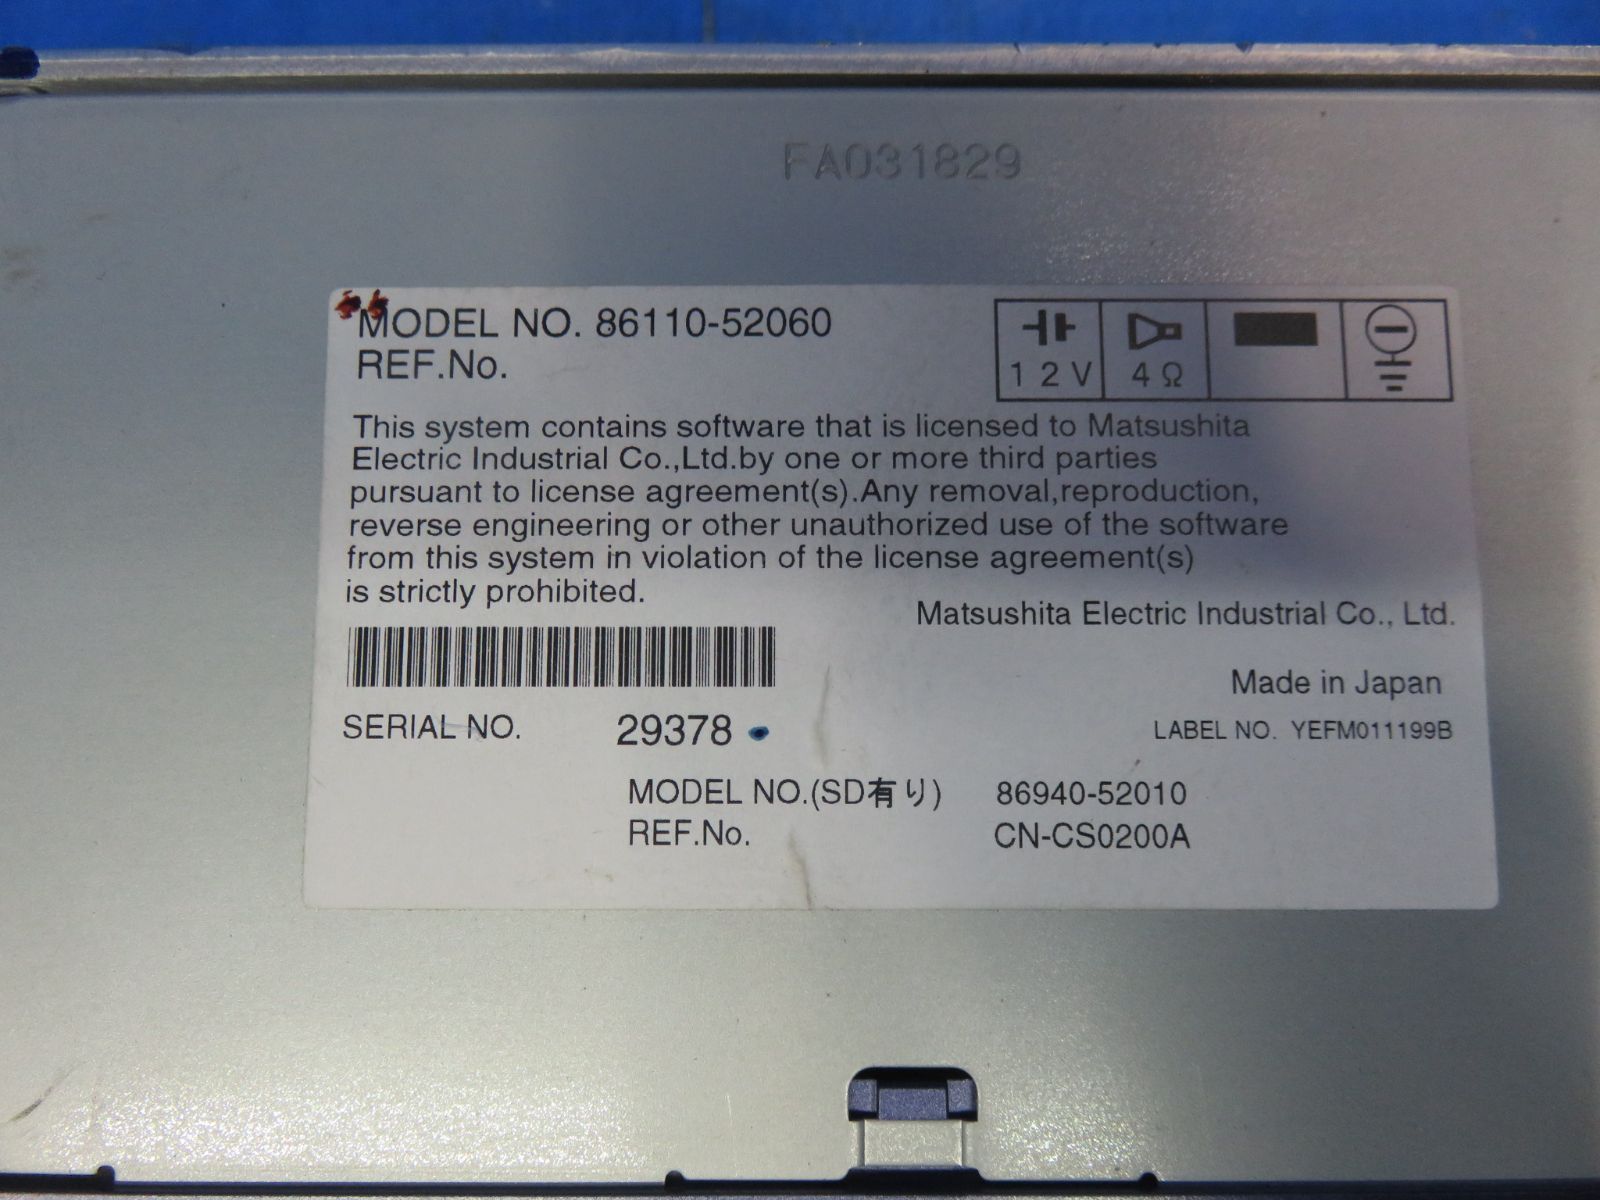 FA031829
MODEL NO. 86110-52060
REF.No.
12V
4Ω
This system contains software that is licensed to Matsushita
Electric Industrial Co.,Ltd.by one or more third parties
pursuant to license agreement(s).Any removal,reproduction,
reverse engineering or other unauthorized use of the software
from this system in violation of the license agreement(s)
is strictly prohibited.
Matsushita Electric Industrial Co., Ltd.
Made in Japan
SERIAL NO. 29378
LABEL NO. YEFM011199B
MODEL NO.(SD有り) 86940-52010
REF.No. CN-CS0200A